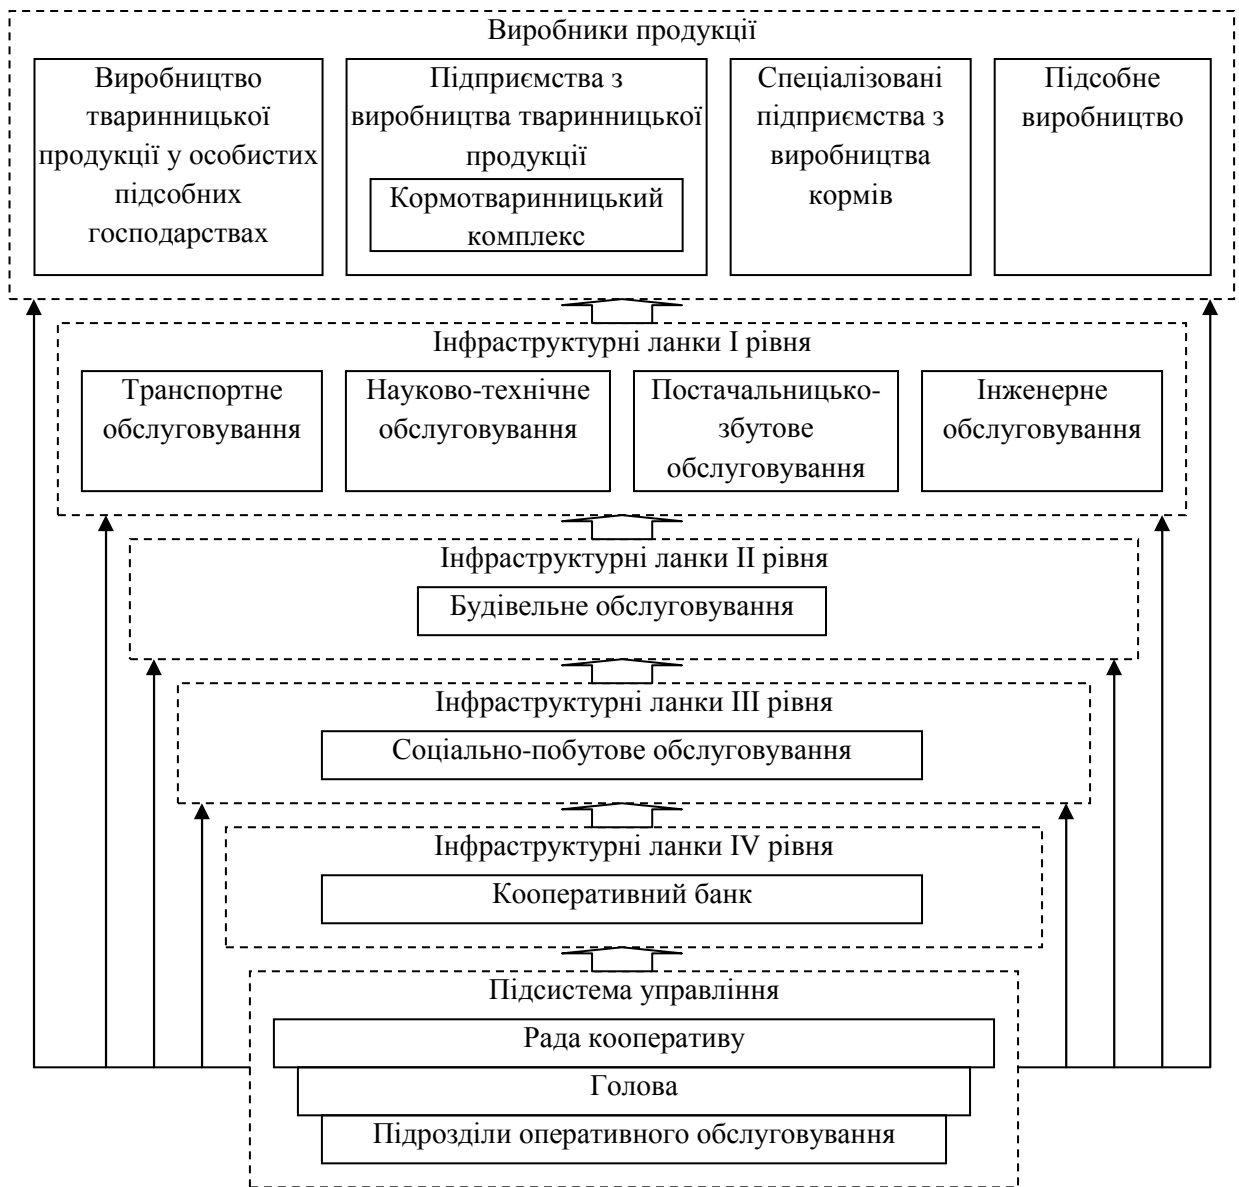 Виробники продукції
Виробництво
тваринницької
продукції у особистих
підсобних
господарствах
Підприємства з
виробництва тваринницької
продукції
Кормотваринницький
комплекс
Спеціалізовані
підприємства з
виробництва
кормів
Підсобне
виробництво
Інфраструктурні ланки І рівня
Транспортне
обслуговування
Науково-технічне
обслуговування
Постачальницько-
збутове
обслуговування
Інженерне
обслуговування
Інфраструктурні ланки ІІ рівня
Будівельне обслуговування
Інфраструктурні ланки ІІІ рівня
Соціально-побутове обслуговування
Інфраструктурні ланки IV рівня
Кооперативний банк
Підсистема управління
Рада кооперативу
Голова
Підрозділи оперативного обслуговування